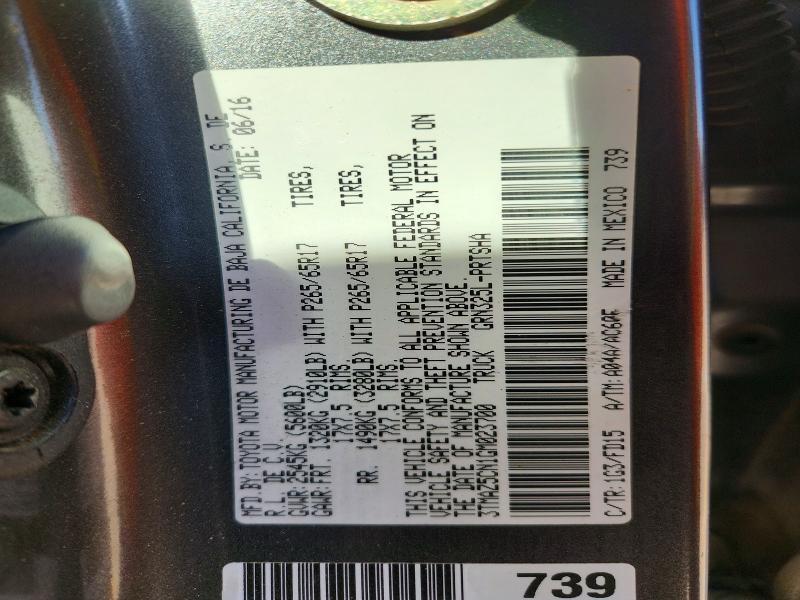 MFD.BY:TOYOTA MOTOR MANUFACTURING DE BAJA CALIFORNIA, S. DE
R.L DE C.V. DATE: 06/16
GVWR:2545KG (5600LB)
GAWR:FRT. 1320KG (2910LB) WITH P265/65R17 TIRES,
17X7.5 RIMS
RR. 1490KG (3280LB) WITH P265/65R17 TIRES,
17X7.5 RIMS
THIS VEHICLE CONFORMS TO ALL APPLICABLE FEDERAL MOTOR
VEHICLE SAFETY AND THEFT PREVENTION STANDARDS IN EFFECT ON
THE DATE OF MANUFACTURE SHOWN ABOVE.
TRUCK GRN325L-PRTSHA
C/TR:1G3/FD15 A/TM:A04A/AC60F MADE IN MEXICO 739
739